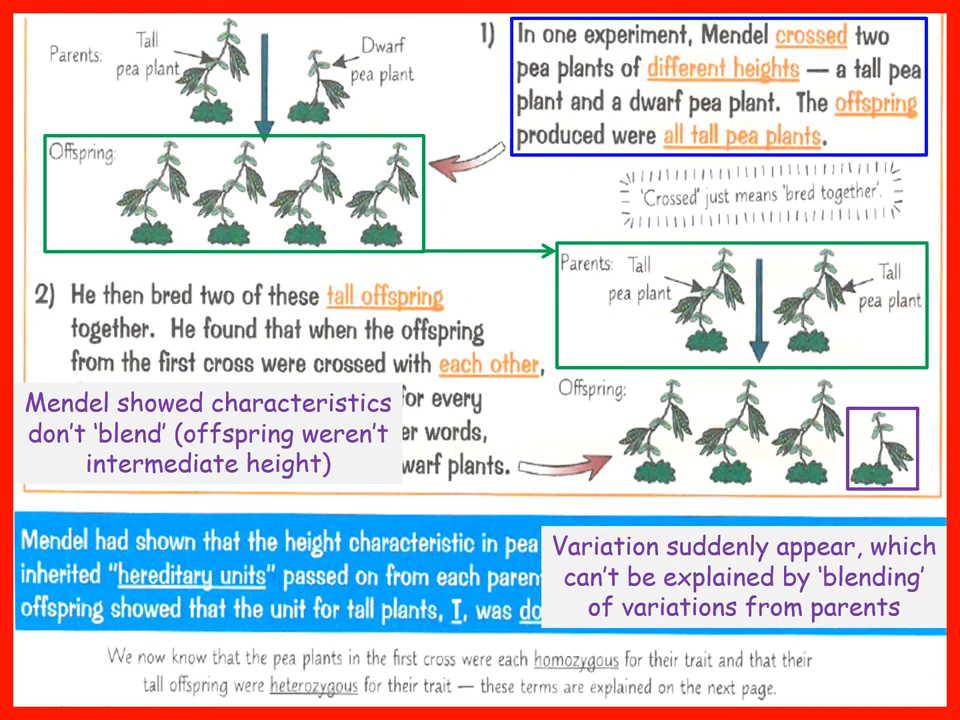 Parents:
Tall
pea plant
Dwarf
pea plant
Offspring:
1) In one experiment, Mendel crossed two
pea plants of different heights — a tall pea
plant and a dwarf pea plant. The offspring
produced were all tall pea plants.
'Crossed' just means 'bred together'.
2) He then bred two of these tall offspring
together. He found that when the offspring
from the first cross were crossed with each other,
for every
er words,
warf plants.
Mendel showed characteristics
don't 'blend' (offspring weren't
intermediate height)
Parents:
Tall
pea plant
Tall
pea plant
Offspring:
Mendel had shown that the height characteristic in pea
inherited "hereditary units" passed on from each paren
offspring showed that the unit for tall plants, T, was do
Variation suddenly appear, which
can't be explained by 'blending'
of variations from parents
We now know that the pea plants in the first cross were each homozygous for their trait and that their
tall offspring were heterozygous for their trait — these terms are explained on the next page.